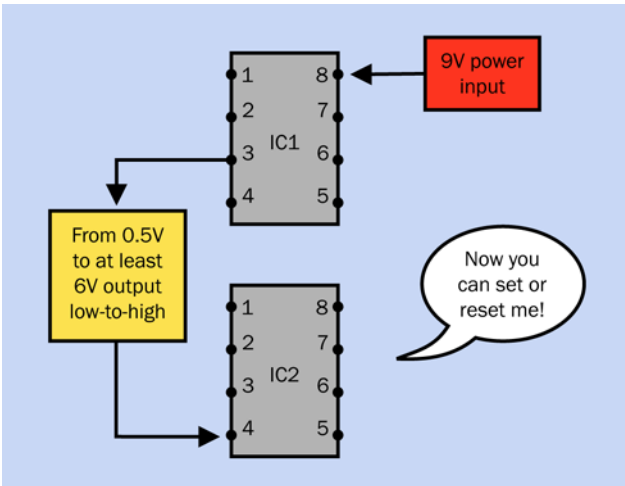 9V power
input
1
8
2
7
IC1
3
6
4
5
From 0.5V
to at least
6V output
low-to-high
Now you
can set or
reset me!
1
8
2
7
IC2
3
6
4
5